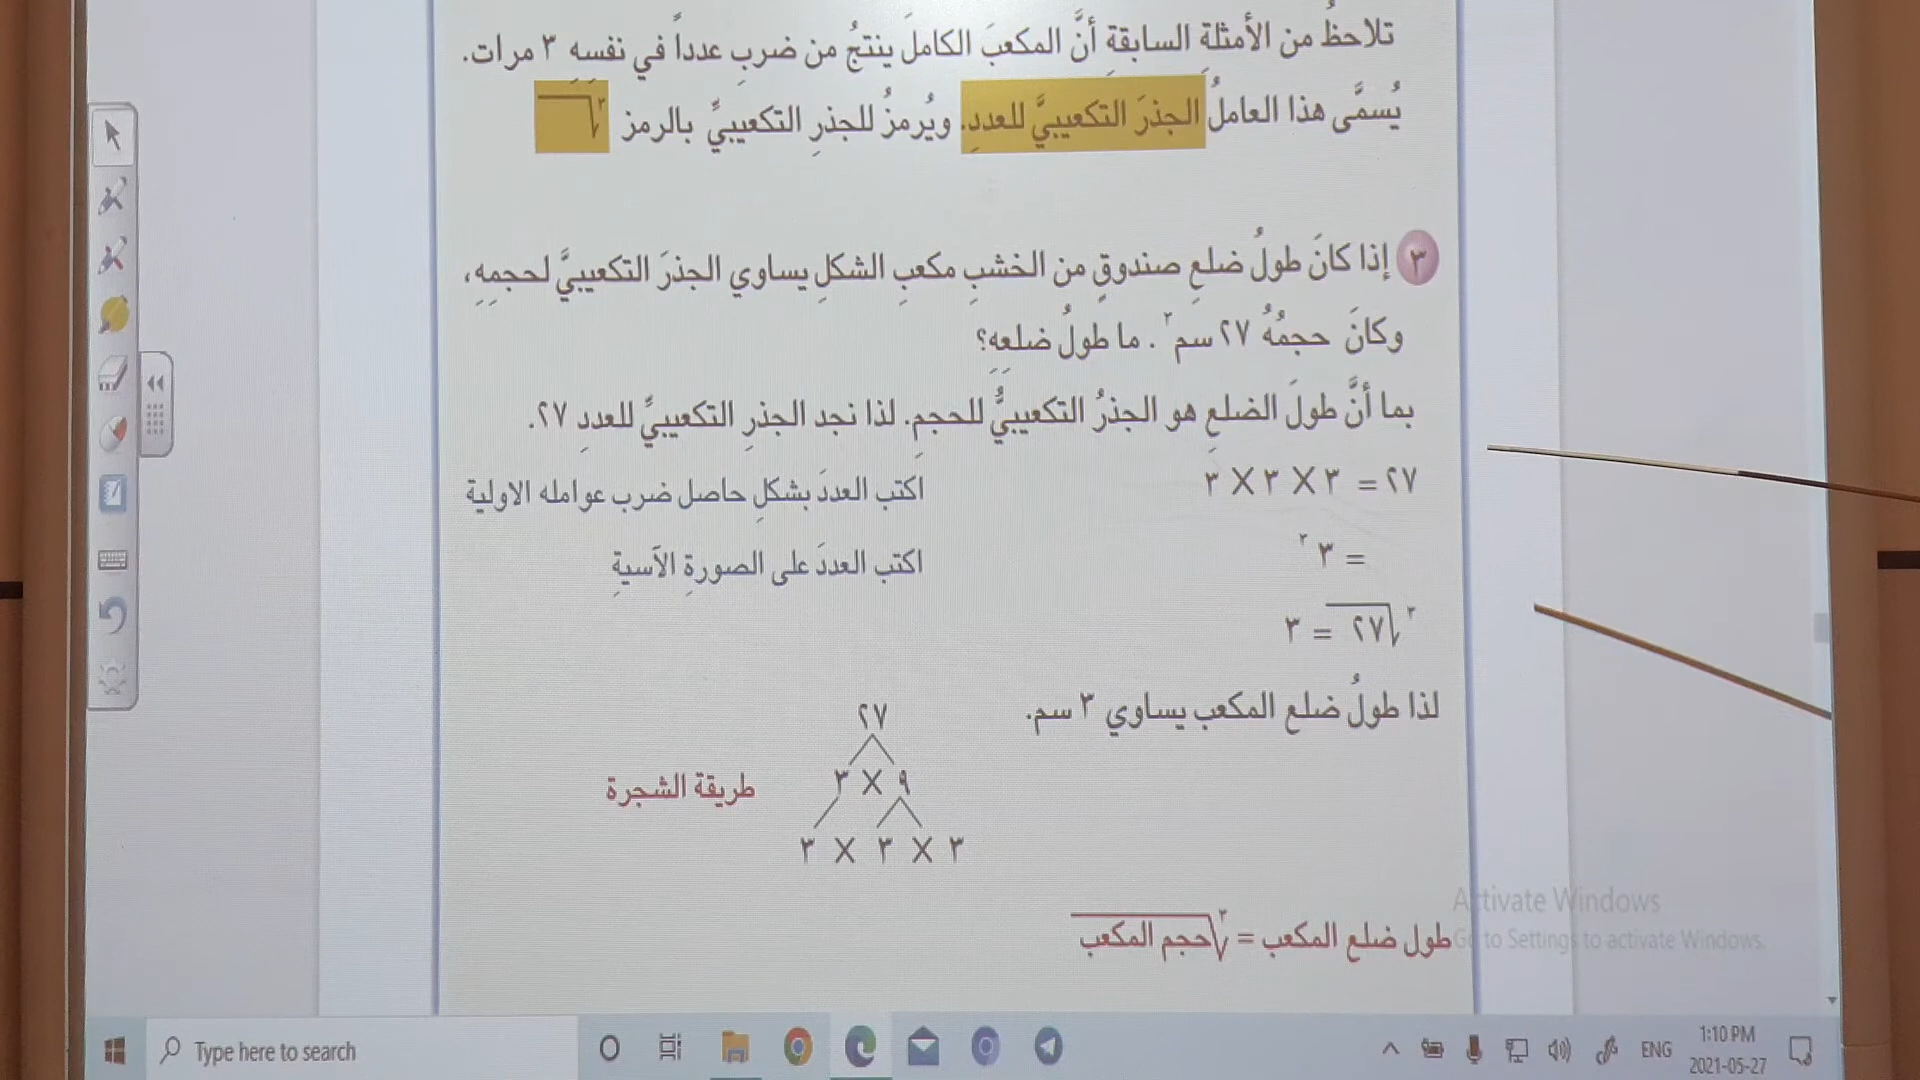 تلاحظُ من الأمثلة السابقةِ أنَّ المكعبَ الكاملَ ينتجُ من ضربِ عدداً في نفسِهِ ٣ مرات.
يُسمَّى هذا العاملُ الجذرَ التكعيبيَّ للعددِ. ويُرمزُ للجذرِ التكعيبيِّ بالرمز ∛
٣ إذا كانَ طولُ ضلعِ صندوقٍ من الخشبِ مكعبِ الشكلِ يساوي الجذرَ التكعيبيَّ لحجمِهِ،
وكانَ حجمُهُ ٢٧ سم٣. ما طولُ ضلعِهِ؟
بما أنَّ طولَ الضلعِ هو الجذرُ التكعيبيُّ للحجمِ. لذا نجد الجذرِ التكعيبيِّ للعددِ ٢٧.
٢٧ = ٣ X ٣ X ٣ اكتب العددَ بشكلِ حاصل ضرب عوامله الاولية
= ٣٣ اكتب العددَ على الصورةِ الآسيةِ
∛٢٧ = ٣
لذا طولُ ضلع المكعب يساوي ٣ سم.
٢٧
٣ X ٩ طريقة الشجرة
٣ X ٣ X ٣
طول ضلع المكعب = ∛حجم المكعب
Activate Windows
Go to Settings to activate Windows.
Type here to search
ENG
1:10 PM
2021-05-27